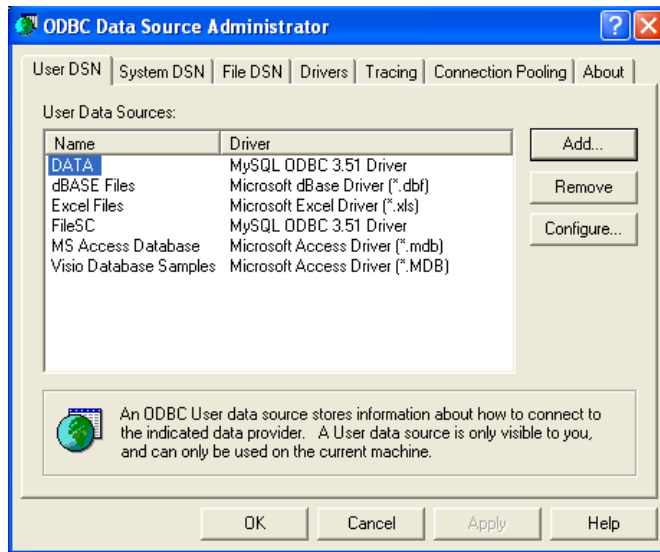 ODBC Data Source Administrator
User DSN System DSN File DSN Drivers Tracing Connection Pooling About
User Data Sources:
Name Driver
DATA MySQL ODBC 3.51 Driver
dBASE Files Microsoft dBase Driver (*.dbf)
Excel Files Microsoft Excel Driver (*.xls)
FileSC MySQL ODBC 3.51 Driver
MS Access Database Microsoft Access Driver (*.mdb)
Visio Database Samples Microsoft Access Driver (*.MDB)
Add...
Remove
Configure...
An ODBC User data source stores information about how to connect to
the indicated data provider. A User data source is only visible to you,
and can only be used on the current machine.
OK Cancel Apply Help